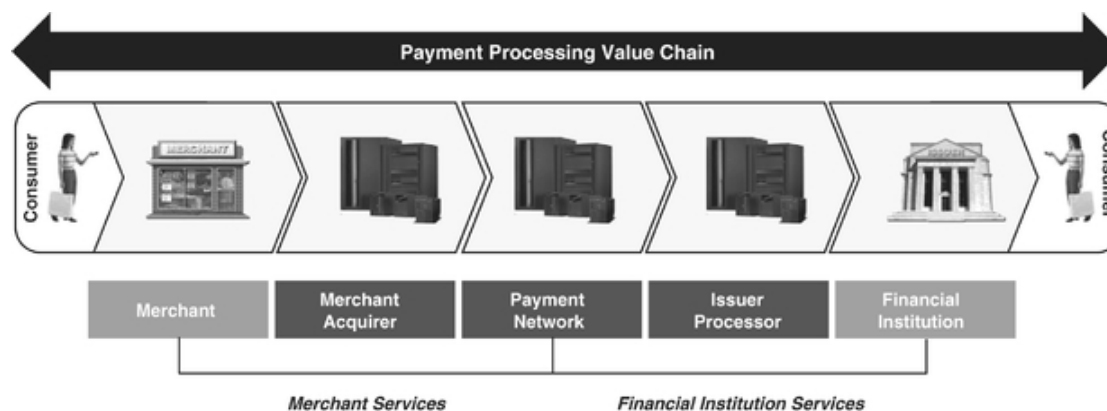 Payment Processing Value Chain
Consumer
MERCHANT
Consumer
Merchant
Merchant
Acquirer
Payment
Network
Issuer
Processor
Financial
Institution
Merchant Services
Financial Institution Services